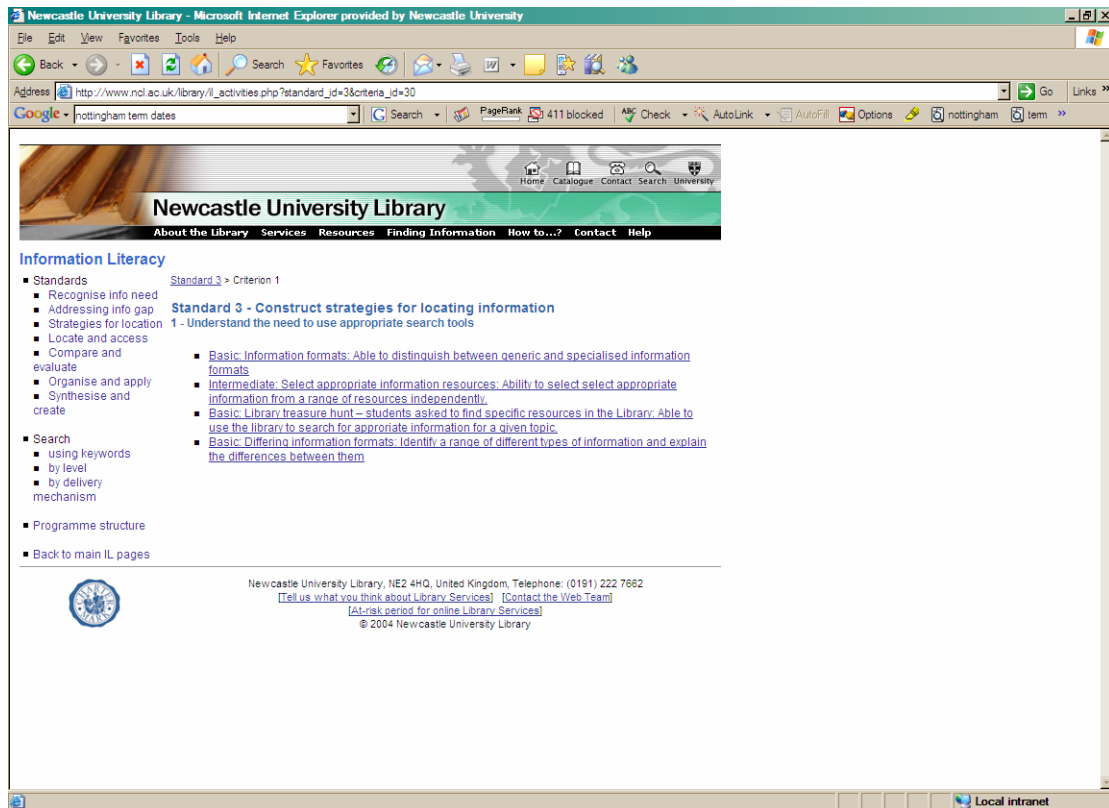 Newcastle University Library - Microsoft Internet Explorer provided by Newcastle University
File Edit View Favorites Tools Help
Back Search Favorites
Address http://www.ncl.ac.uk/library/il_activities.php?standard_id=3&criteria_id=30 Go Links »
Google nottingham term dates Search PageRank 411 blocked Check AutoLink AutoFill Options nottingham term »
Home Catalogue Contact Search University
Newcastle University Library
About the Library Services Resources Finding Information How to...? Contact Help
Information Literacy
Standards
Recognise info need
Addressing info gap
Strategies for location
Locate and access
Compare and
evaluate
Organise and apply
Synthesise and
create
Search
using keywords
by level
by delivery
mechanism
Programme structure
Back to main IL pages
Standard 3 > Criterion 1
Standard 3 - Construct strategies for locating information
1 - Understand the need to use appropriate search tools
Basic: Information formats: Able to distinguish between generic and specialised information
formats
Intermediate: Select appropriate information resources: Ability to select select appropriate
information from a range of resources independently.
Basic: Library treasure hunt – students asked to find specific resources in the Library: Able to
use the library to search for approriate information for a given topic.
Basic: Differing information formats: Identify a range of different types of information and explain
the differences between them
CHARTER MARK
Newcastle University Library, NE2 4HQ, United Kingdom, Telephone: (0191) 222 7662
[Tell us what you think about Library Services] [Contact the Web Team]
[At-risk period for online Library Services]
© 2004 Newcastle University Library
Local intranet